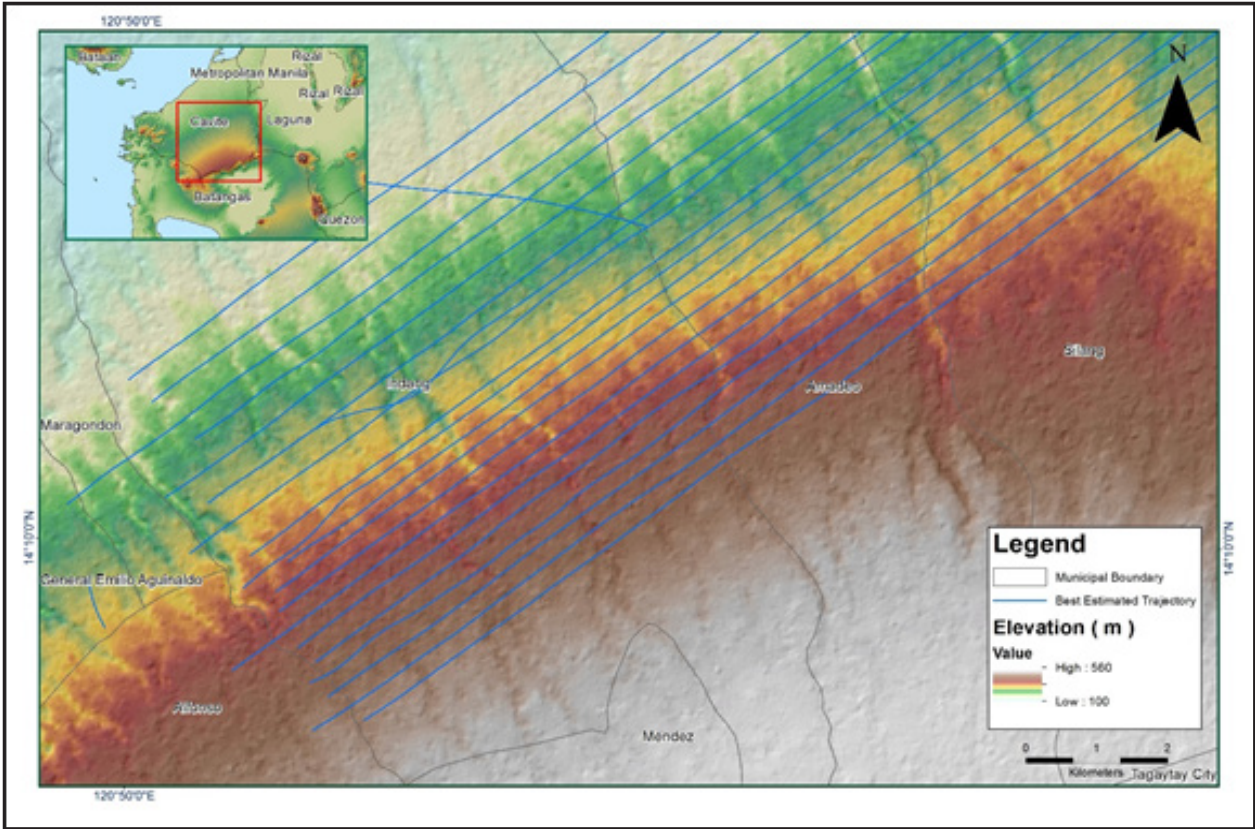 120°50'0"E
N
Bataan
Rizal
Metropolitan Manila
Rizal Rizal
Cavite
Laguna
Batangas
Quezon
Silang
Indang
Amadeo
Maragondon
14°10'0"N
14°10'0"N
General Emilio Aguinaldo
Alfonso
Mendez
Legend
Municipal Boundary
Best Estimated Trajectory
Elevation ( m )
Value
High : 560
Low : 100
0 1 2
Kilometers
Tagaytay City
120°50'0"E